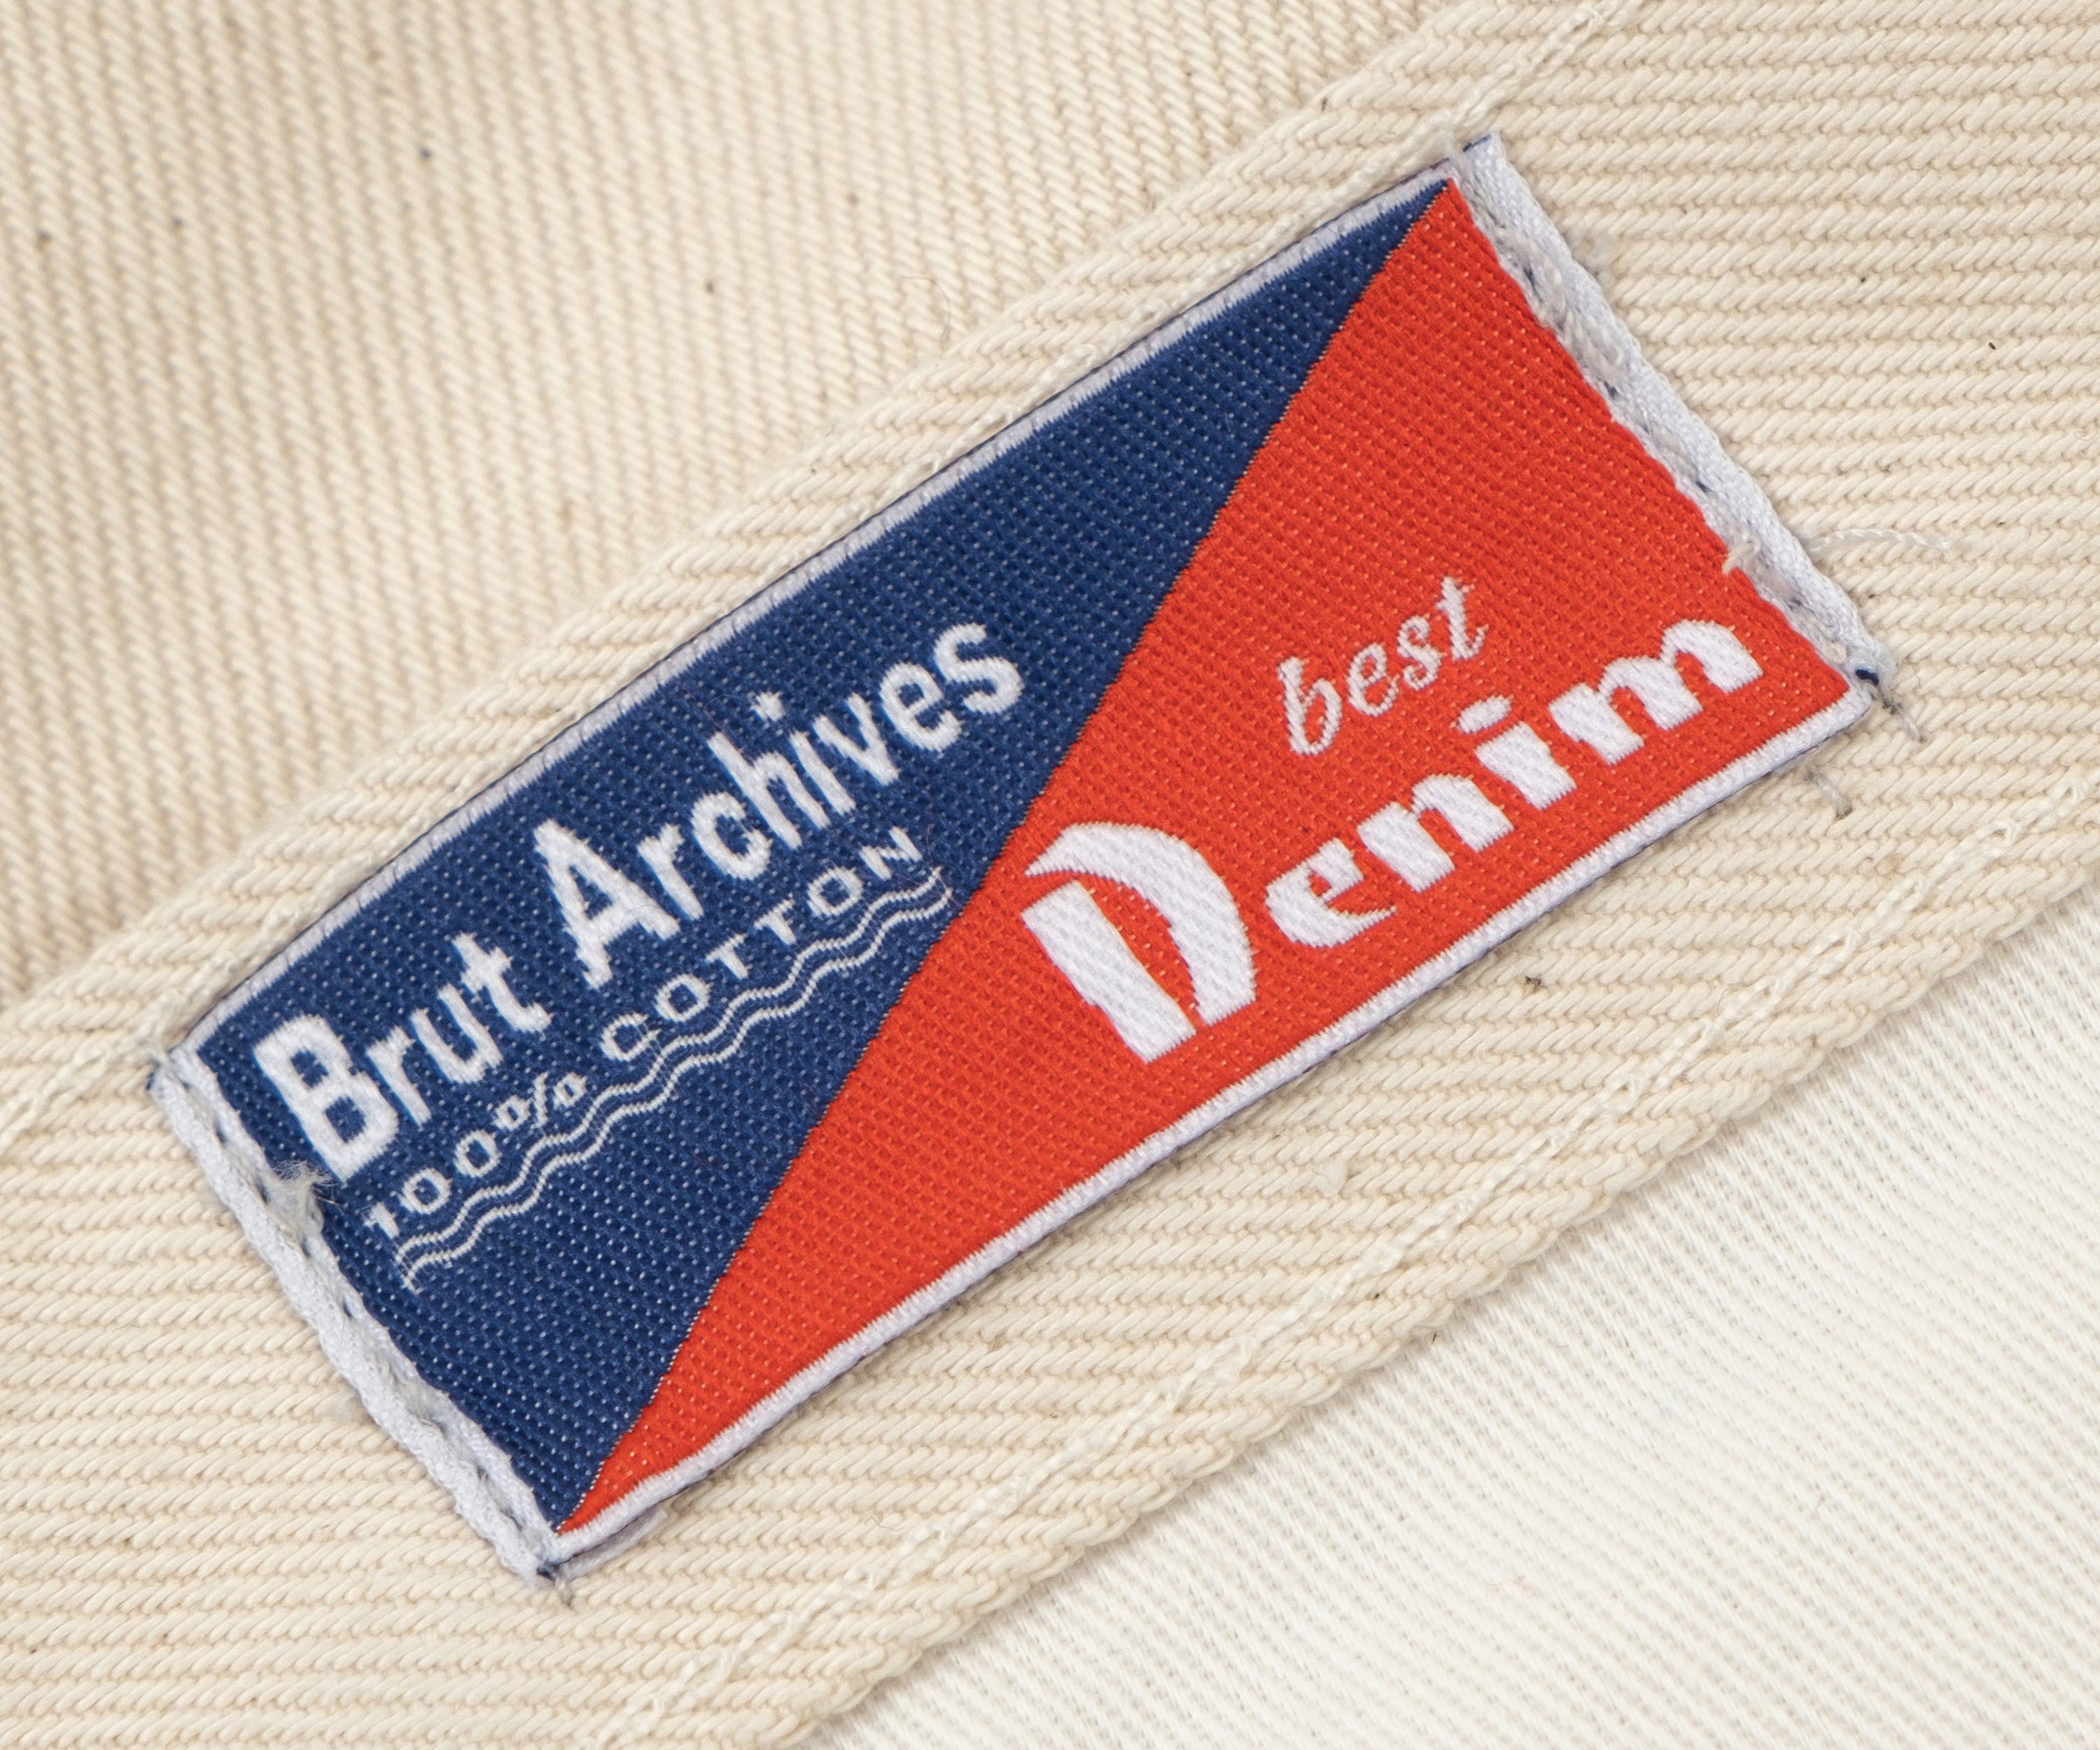 Brut Archives
100% COTTON
best
Denim